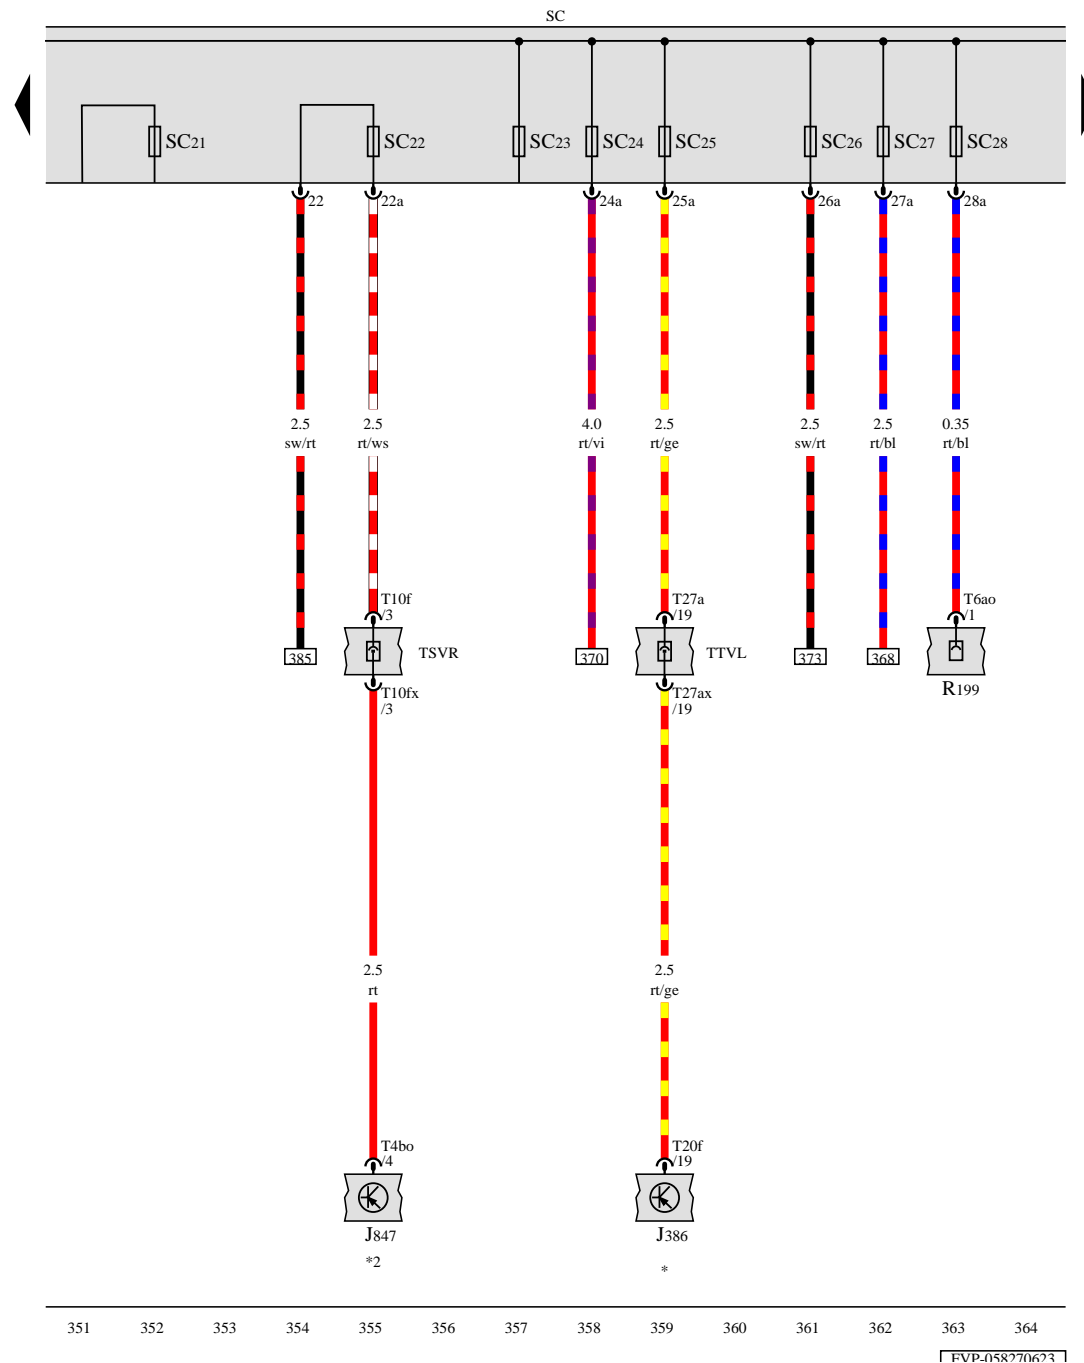 SC
SC21 SC22 SC23 SC24 SC25 SC26 SC27 SC28
22 22a 24a 25a 26a 27a 28a
2.5 2.5 4.0 2.5 2.5 2.5 0.35
sw/rt rt/ws rt/vi rt/ge sw/rt rt/bl rt/bl
T10f T27a T6ao
/3 /19 /1
385 TSVR 370 TTVL 373 368
R199
T10fx T27ax
/3 /19
2.5 2.5
rt rt/ge
T4bo T20f
/4 /19
J847 J386
*2 *
351 352 353 354 355 356 357 358 359 360 361 362 363 364
EVP-058270623